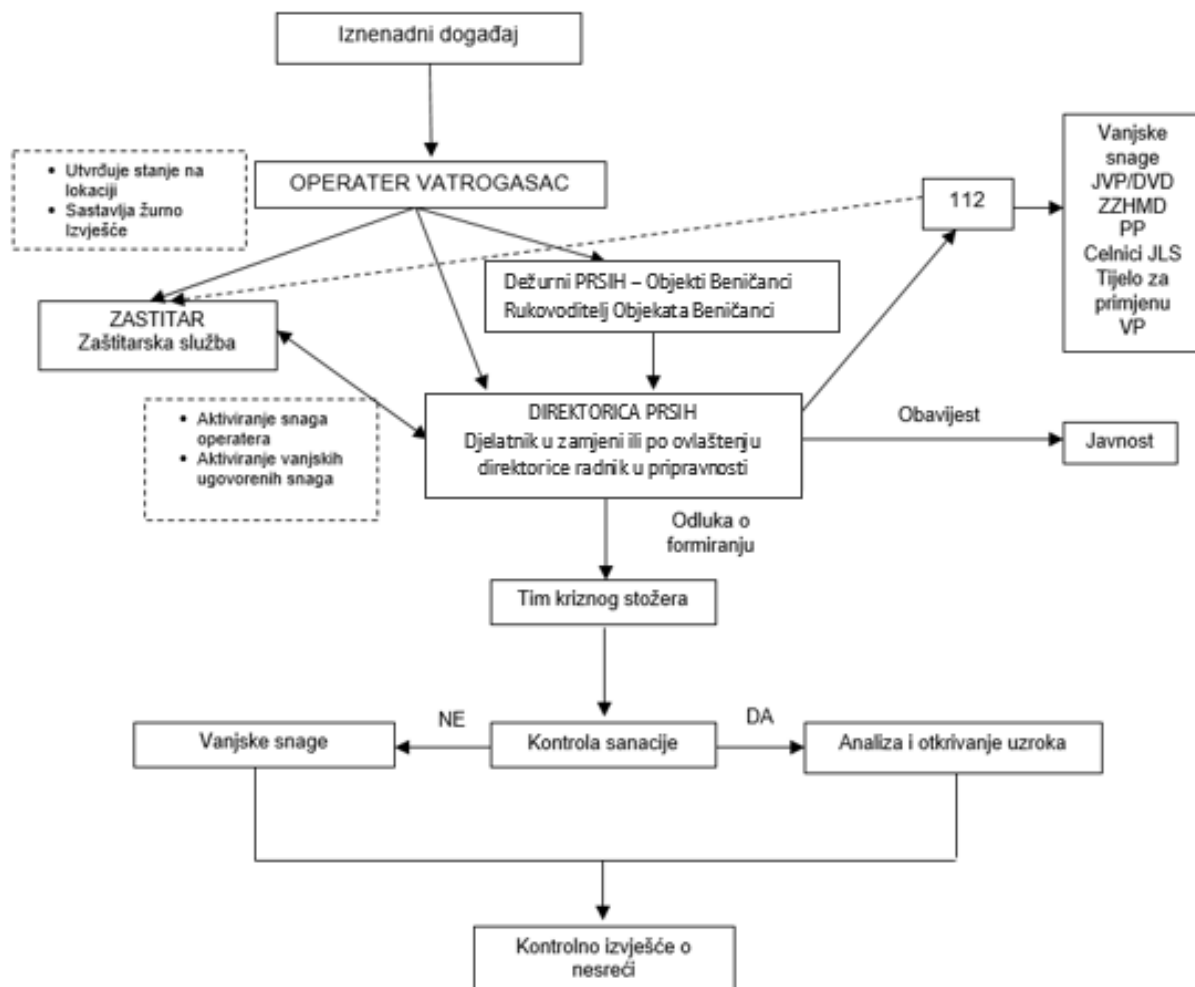 Iznenadni događaj
• Utvrđuje stanje na
lokaciji
• Sastavlja žurno
Izvješće
OPERATER VATROGASAC
112
Vanjske
snage
JVP/DVD
ZZHMD
PP
Celnici JLS
Tijelo za
primjenu
VP
Dežurni PRSIH – Objekti Beničanci
Rukovoditelj Objekata Beničanci
ZASTITAR
Zaštitarska služba
• Aktiviranje snaga
operatera
• Aktiviranje vanjskih
ugovorenih snaga
DIREKTORICA PRSIH
Djelatnik u zamjeni ili po ovlaštenju
direktorice radnik u pripravnosti
Obavijest
Javnost
Odluka o
formiranju
Tim kriznog stožera
NE
DA
Vanjske snage
Kontrola sanacije
Analiza i otkrivanje uzroka
Kontrolno izvješće o
nesreći